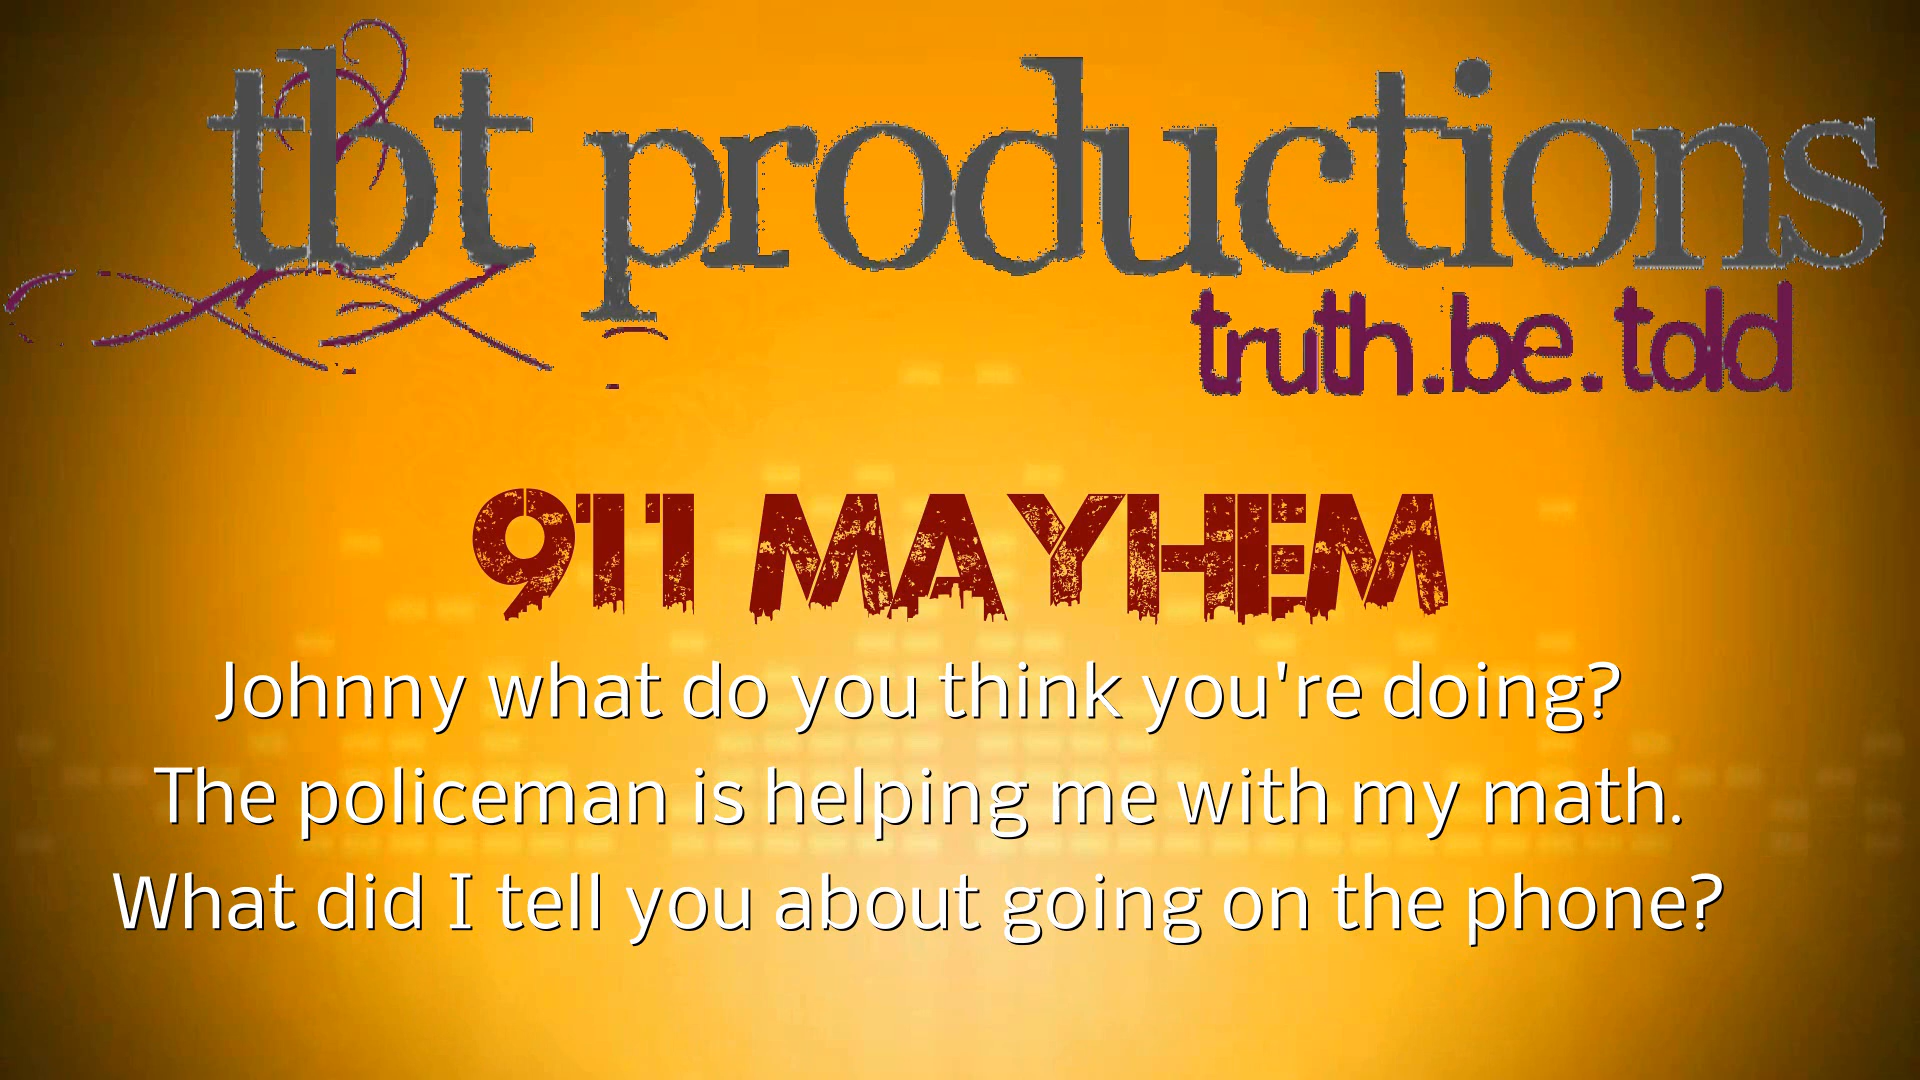 tbt productions
truth.be.told
911 MAYHEM
Johnny what do you think you're doing?
The policeman is helping me with my math.
What did I tell you about going on the phone?